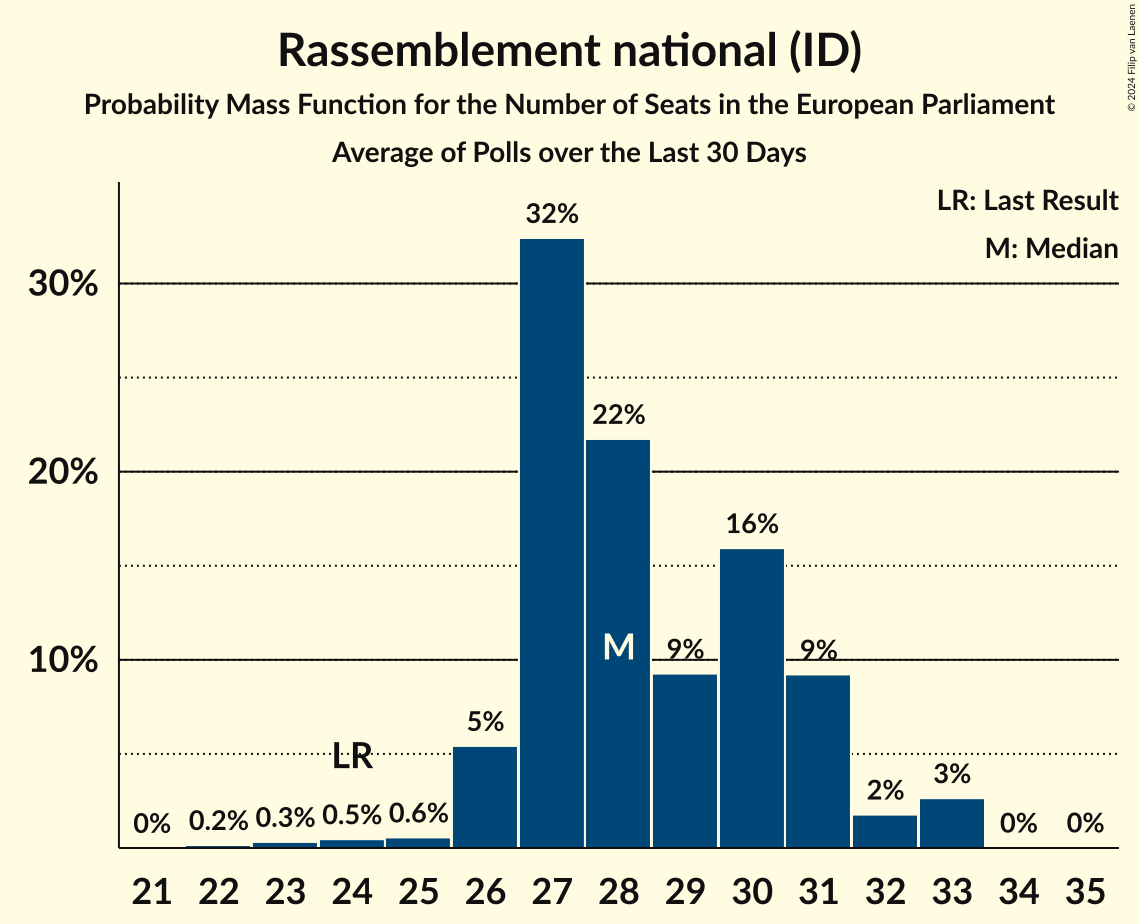 Rassemblement national (ID)
Probability Mass Function for the Number of Seats in the European Parliament
Average of Polls over the Last 30 Days
© 2024 Filip van Laenen
LR: Last Result
M: Median
30%
20%
10%
0%
0.2%
0.3%
0.5%
0.6%
5%
32%
22%
9%
16%
9%
2%
3%
0%
0%
LR
M
21 22 23 24 25 26 27 28 29 30 31 32 33 34 35